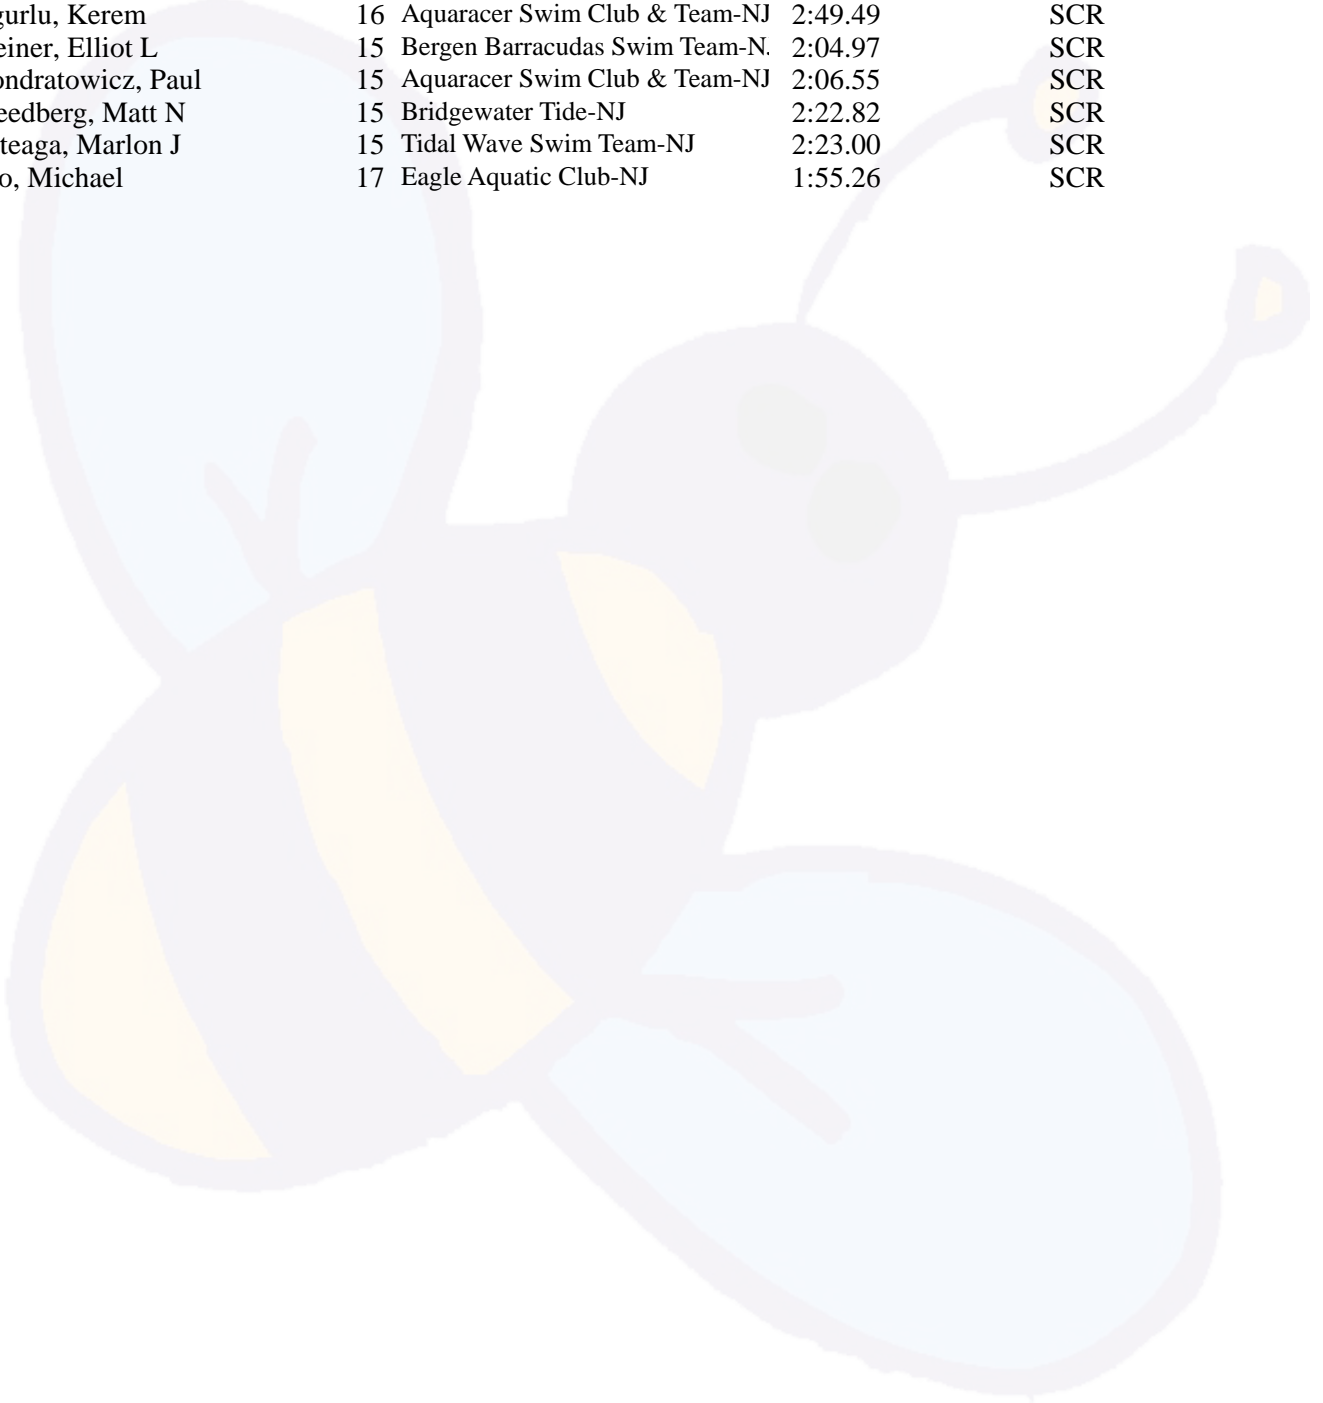 gurlu, Kerem 16 Aquaracer Swim Club & Team-NJ 2:49.49 SCR
einer, Elliot L 15 Bergen Barracudas Swim Team-N. 2:04.97 SCR
ondratowicz, Paul 15 Aquaracer Swim Club & Team-NJ 2:06.55 SCR
eedberg, Matt N 15 Bridgewater Tide-NJ 2:22.82 SCR
teaga, Marlon J 15 Tidal Wave Swim Team-NJ 2:23.00 SCR
o, Michael 17 Eagle Aquatic Club-NJ 1:55.26 SCR